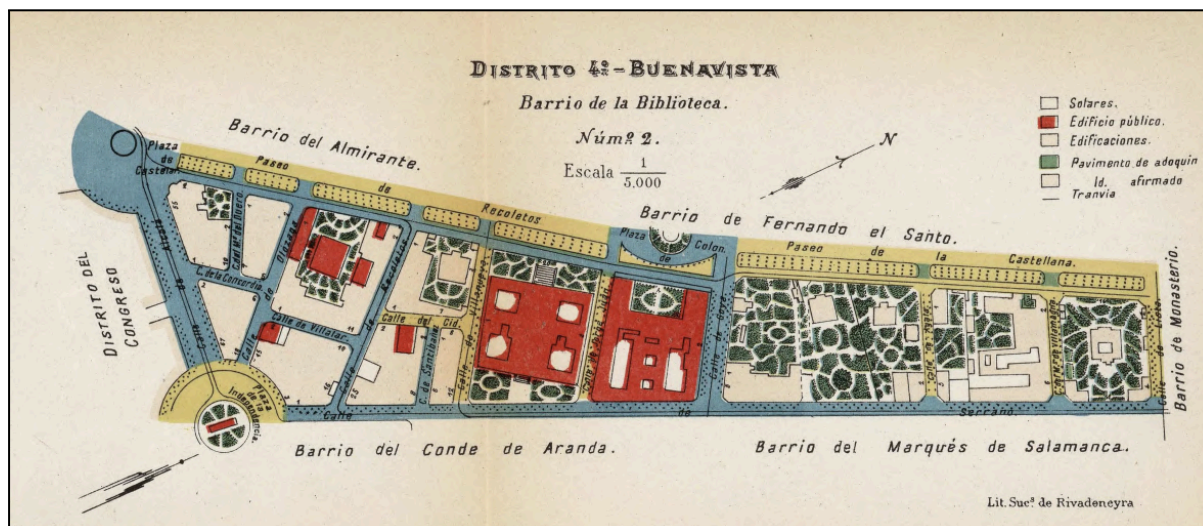 DISTRITO 4º-BUENAVISTA
Barrio de la Biblioteca.
Núm.º 2.
Escala 1/5.000
N
Solares.
Edificio público.
Edificaciones.
Pavimento de adoquin
Id. afirmado
Tranvia
Barrio del Almirante.
Plaza
de
Castelar.
Paseo
de
Recoletos
Barrio de Fernando el Santo.
Plaza
de
Colon.
Paseo de la Castellana.
DISTRITO DEL
CONGRESO
Barrio de Monasterio.
C. de la Concordia
Calle de Villalar.
Calle del Cid.
C. de Santibañez
Plaza
de la
Independencia.
Calle de Serrano.
Barrio del Conde de Aranda.
Barrio del Marqués de Salamanca.
Lit. Suc.ª de Rivadeneyra